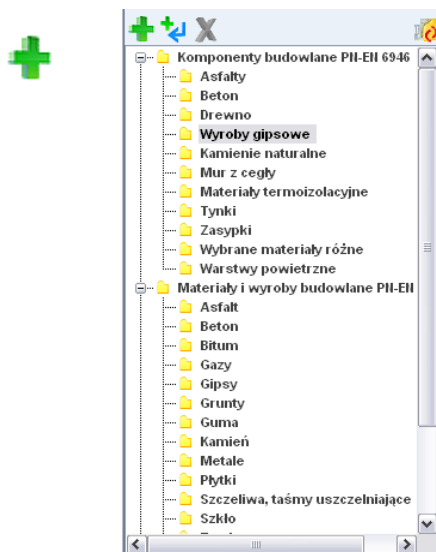 Komponenty budowlane PN-EN 6946
Asfalty
Beton
Drewno
Wyroby gipsowe
Kamienie naturalne
Mur z cegły
Materiały termoizolacyjne
Tynki
Zasypki
Wybrane materiały różne
Warstwy powietrzne
Materiały i wyroby budowlane PN-EN
Asfalt
Beton
Bitum
Gazy
Gipsy
Grunty
Guma
Kamień
Metale
Płytki
Szczeliwa, taśmy uszczelniające
Szkło